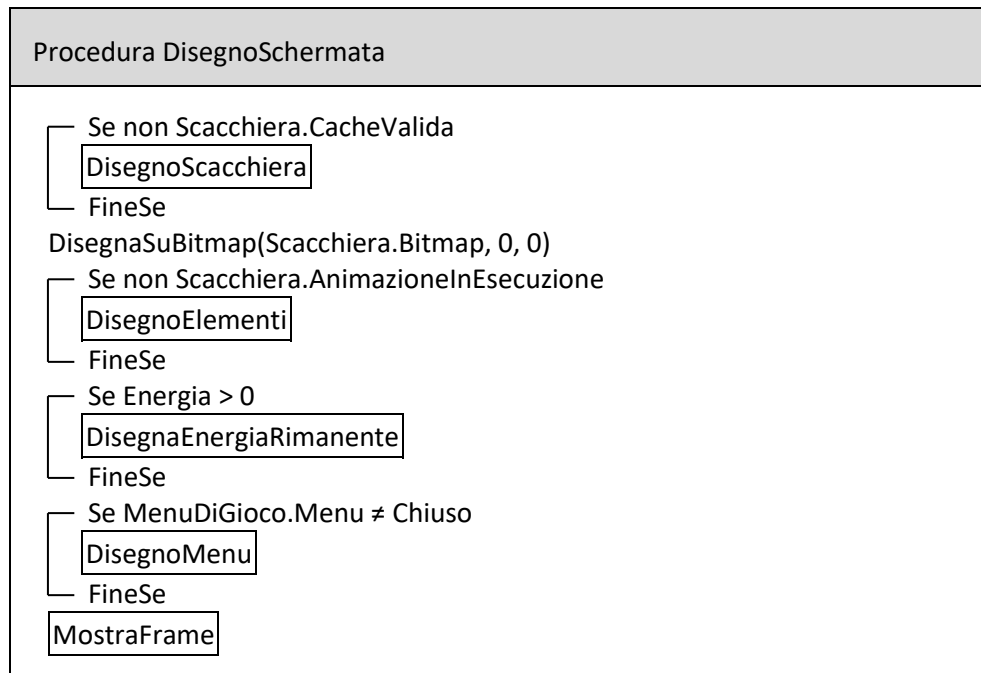 Procedura DisegnoSchermata
Se non Scacchiera.CacheValida
DisegnoScacchiera
FineSe
DisegnaSuBitmap(Scacchiera.Bitmap, 0, 0)
Se non Scacchiera.AnimazioneInEsecuzione
DisegnoElementi
FineSe
Se Energia > 0
DisegnaEnergiaRimanente
FineSe
Se MenuDiGioco.Menu ≠ Chiuso
DisegnoMenu
FineSe
MostraFrame